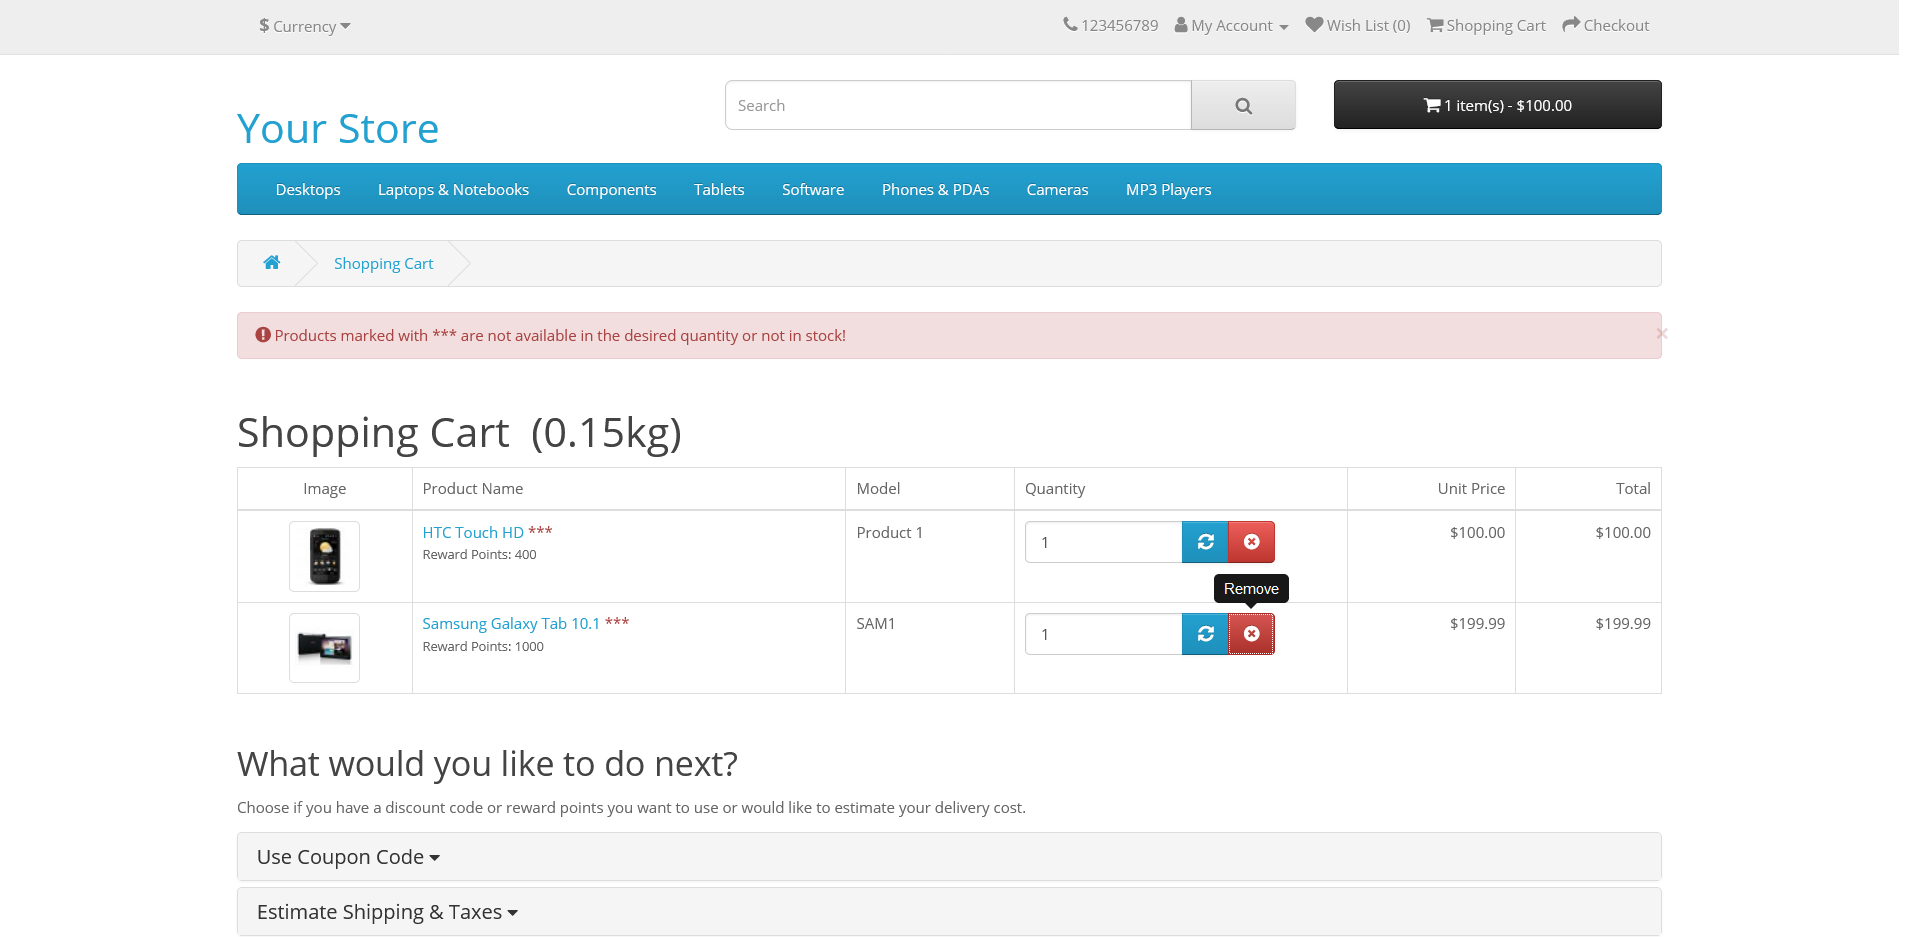 $ Currency
123456789 My Account Wish List (0) Shopping Cart Checkout
Search
1 item(s) - $100.00
Your Store
Desktops Laptops & Notebooks Components Tablets Software Phones & PDAs Cameras MP3 Players
Shopping Cart
Products marked with *** are not available in the desired quantity or not in stock!
×
Shopping Cart (0.15kg)
Image Product Name Model Quantity Unit Price Total
HTC Touch HD *** Product 1 1 $100.00 $100.00
Reward Points: 400
Remove
Samsung Galaxy Tab 10.1 *** SAM1 1 $199.99 $199.99
Reward Points: 1000
What would you like to do next?
Choose if you have a discount code or reward points you want to use or would like to estimate your delivery cost.
Use Coupon Code
Estimate Shipping & Taxes